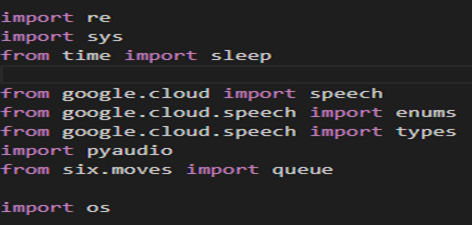 import re
import sys
from time import sleep
from google.cloud import speech
from google.cloud.speech import enums
from google.cloud.speech import types
import pyaudio
from six.moves import queue
import os